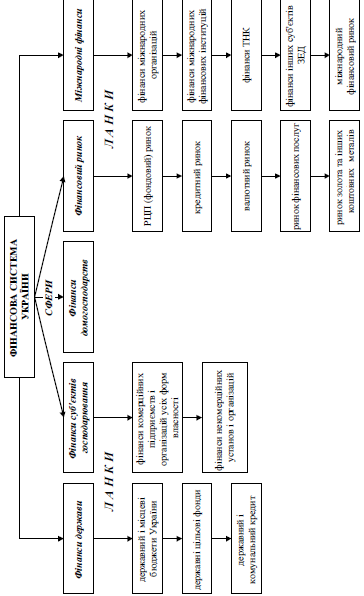 ФІНАНСОВА СИСТЕМА
УКРАЇНИ
СФЕРИ
Фінанси держави
Фінанси суб'єктів
господарювання
Фінанси
домогосподарств
Фінансовий ринок
Міжнародні фінанси
Л А Н К И
Л А Н К И
державний і місцеві
бюджети України
державні цільові фонди
державний і
комунальний кредит
фінанси комерційних
підприємств і
організацій усіх форм
власності
фінанси некомерційних
установ і організацій
РЦП (фондовий) ринок
кредитний ринок
валютний ринок
ринок фінансових послуг
ринок золота та інших
коштовних металів
фінанси міжнародних
організацій
фінанси міжнародних
фінансових інституцій
фінанси ТНК
фінанси інших суб'єктів
ЗЕД
міжнародний
фінансовий ринок